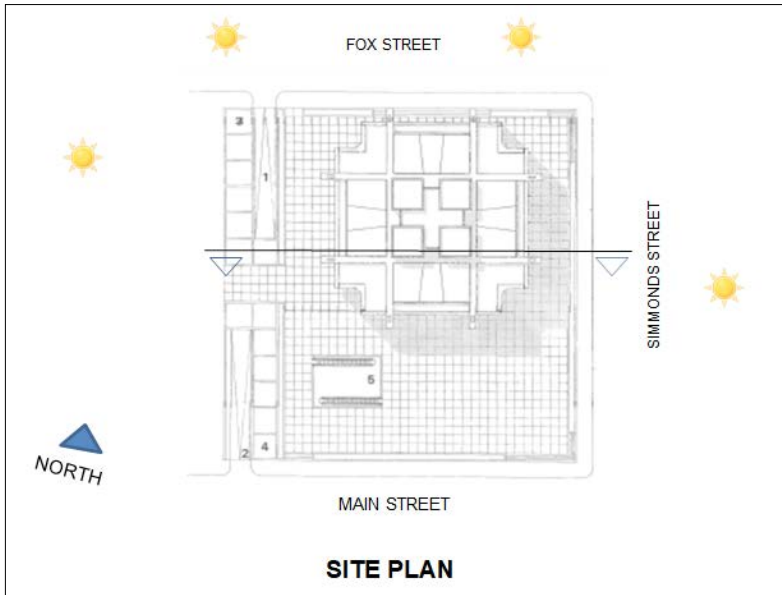 FOX STREET
3
1
SIMMONDS STREET
5
2
4
NORTH
MAIN STREET
SITE PLAN